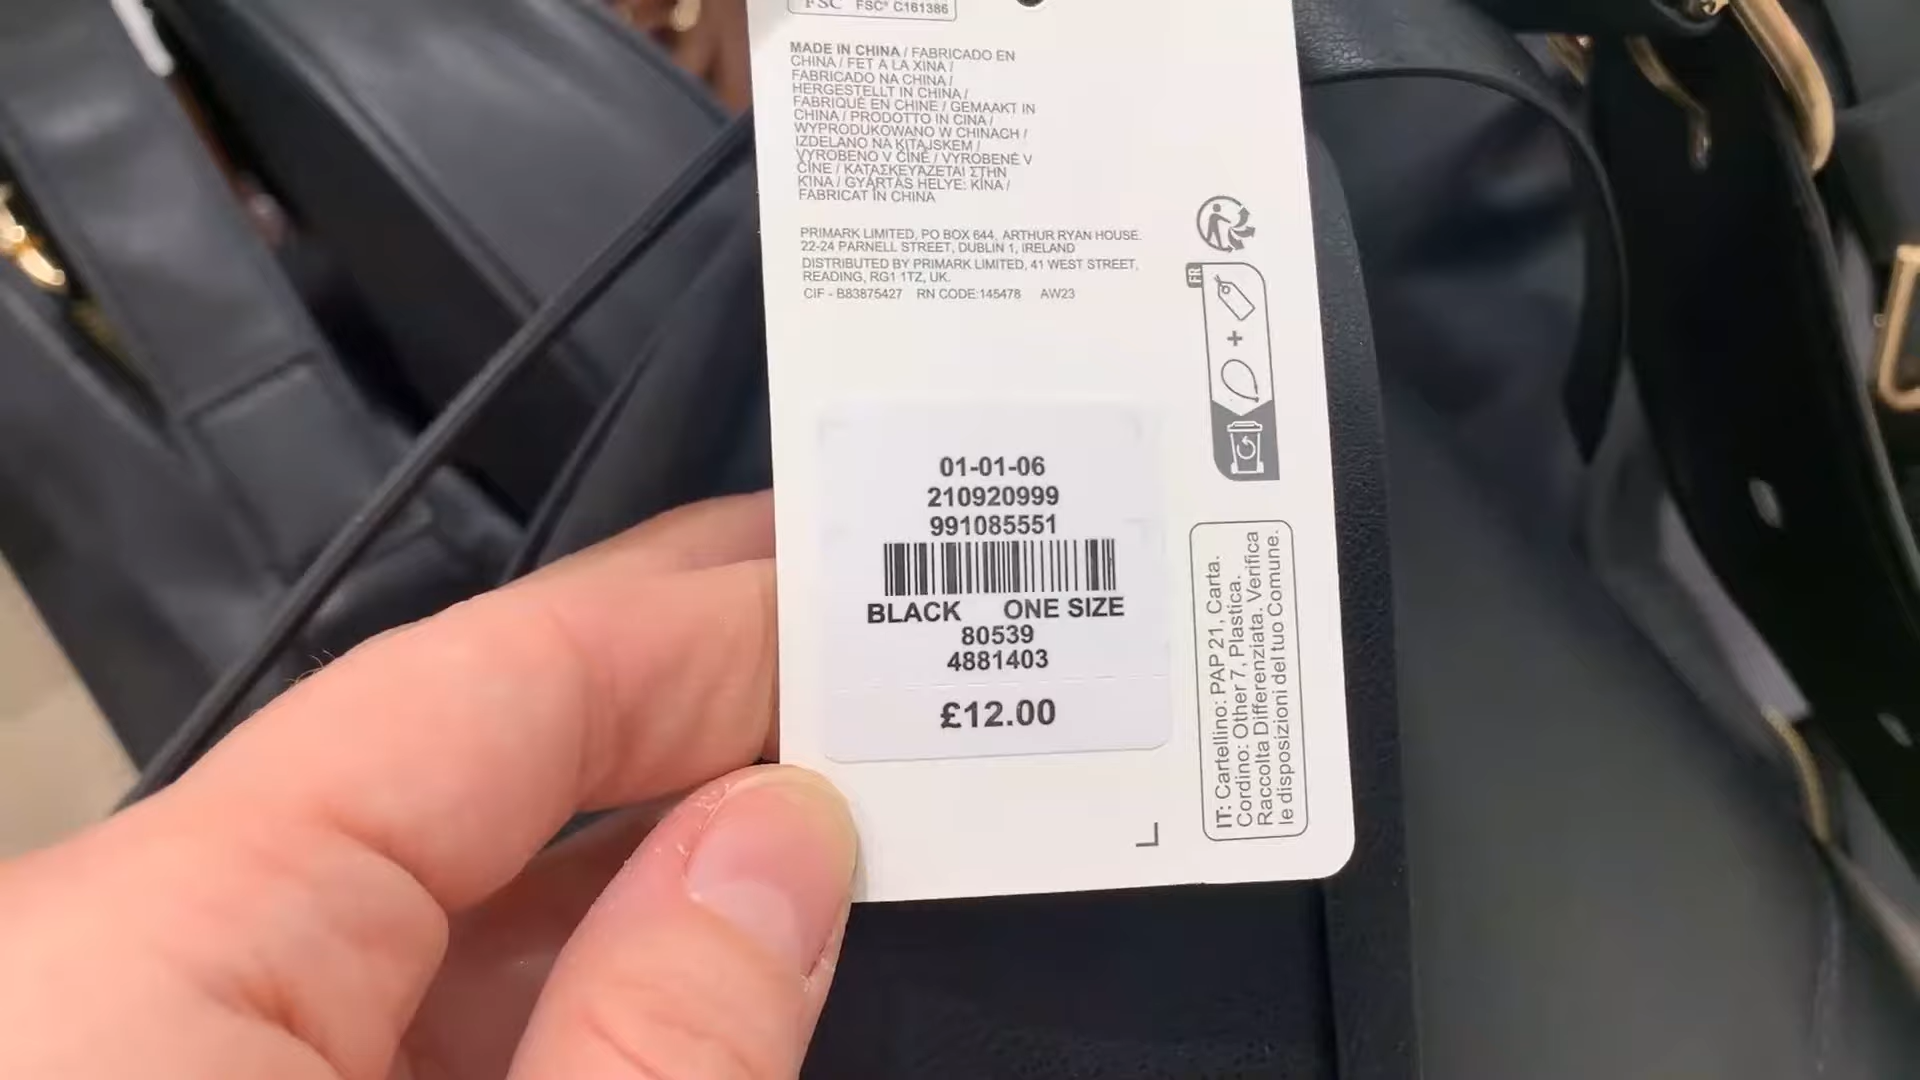 FSC FSC® C161386
MADE IN CHINA / FABRICADO EN
CHINA / FET A LA XINA /
FABRICADO NA CHINA /
HERGESTELLT IN CHINA /
FABRIQUÉ EN CHINE / GEMAAKT IN
CHINA / PRODOTTO IN CINA /
WYPRODUKOWANO W CHINACH /
IZDELANO NA KITAJSKEM /
VYROBENO V ČÍNĚ / VYROBENÉ V
ČÍNE / ΚΑΤΑΣΚΕΥΑΖΕΤΑΙ ΣΤΗΝ
ΚΙΝΑ / GYÁRTÁS HELYE: KÍNA /
FABRICAT ÎN CHINA
PRIMARK LIMITED, PO BOX 644, ARTHUR RYAN HOUSE.
22-24 PARNELL STREET, DUBLIN 1, IRELAND
DISTRIBUTED BY PRIMARK LIMITED, 41 WEST STREET,
READING, RG1 1TZ, UK.
CIF - B83875427 RN CODE:145478 AW23
FR
+
01-01-06
210920999
991085551
BLACK ONE SIZE
80539
4881403
£12.00
IT: Cartellino: PAP 21, Carta.
Cordino: Other 7, Plastica.
Raccolta Differenziata. Verifica
le disposizioni del tuo Comune.